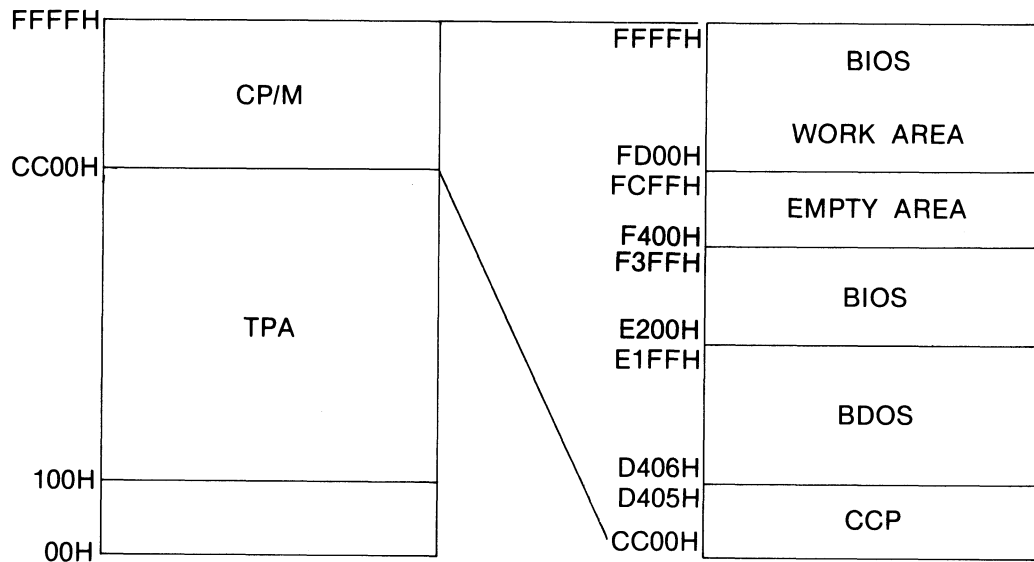 FFFFH
CP/M
CC00H
TPA
100H
00H
FFFFH
BIOS
WORK AREA
FD00H
FCFFH
EMPTY AREA
F400H
F3FFH
BIOS
E200H
E1FFH
BDOS
D406H
D405H
CCP
CC00H